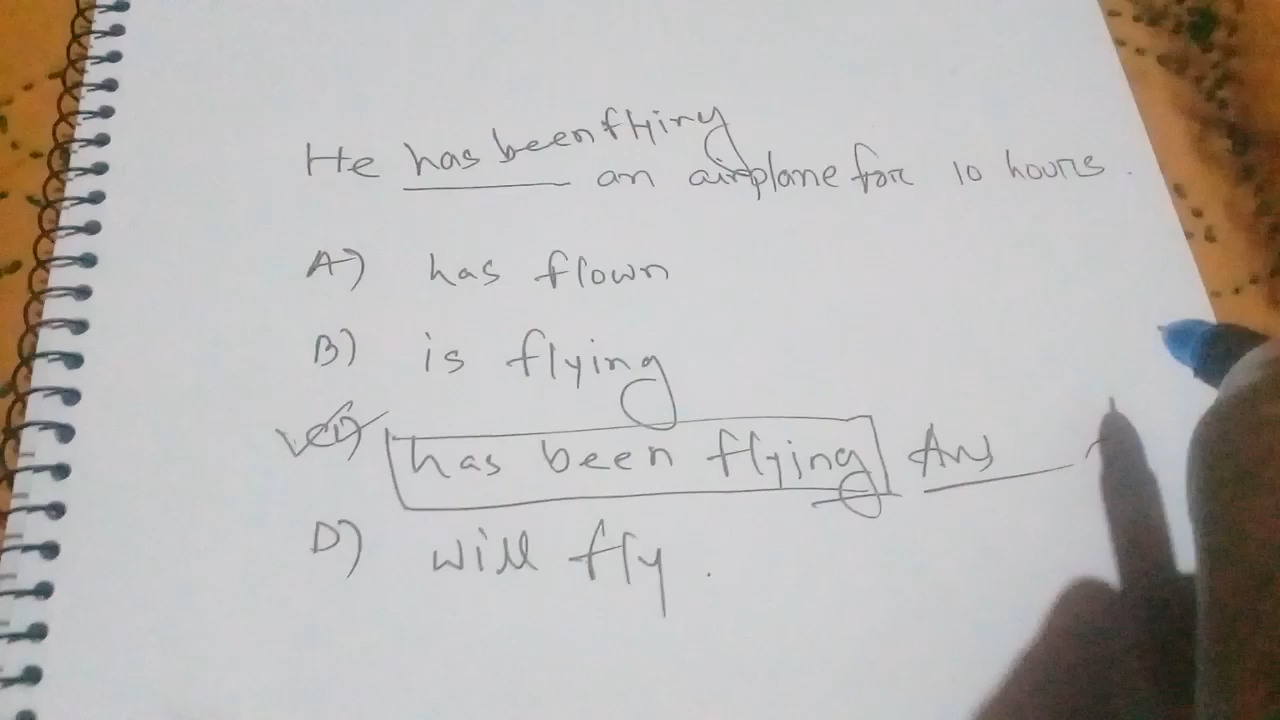 He has been flying an airplane for 10 hours.
A) has flown
B) is flying
C) has been flying Ans
D) will fly.